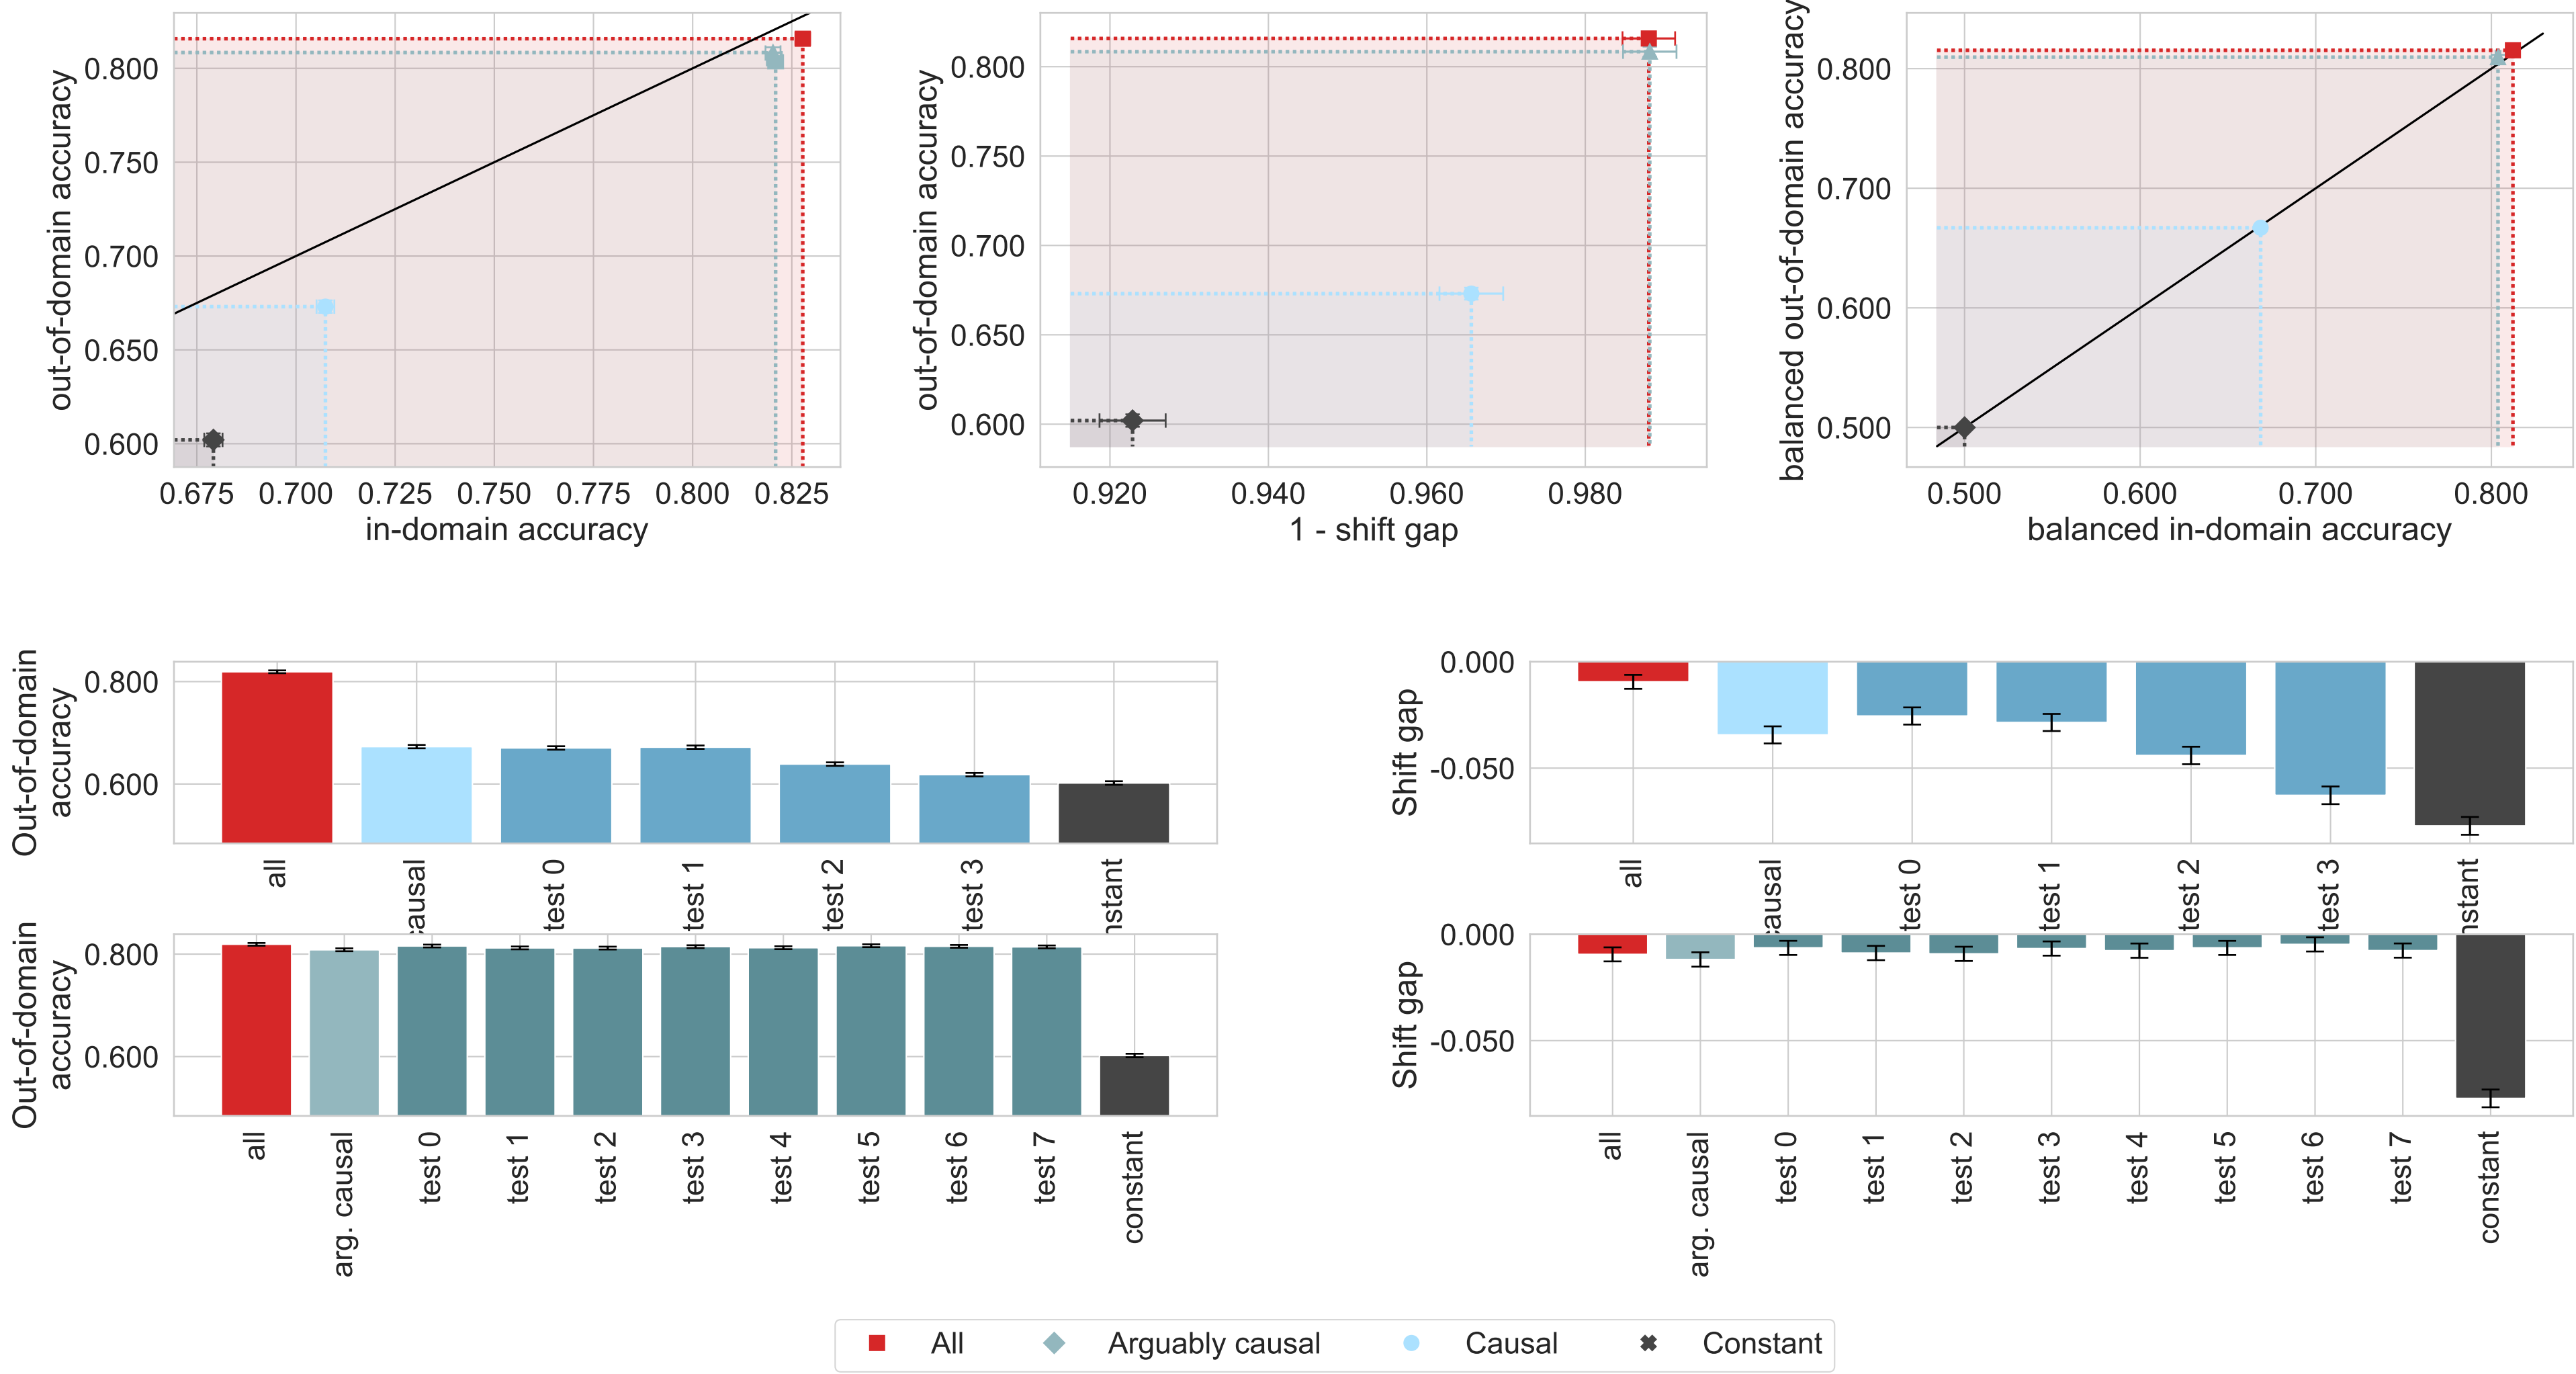 out-of-domain accuracy
0.800
0.750
0.700
0.650
0.600
0.675 0.700 0.725 0.750 0.775 0.800 0.825
in-domain accuracy
out-of-domain accuracy
0.800
0.750
0.700
0.650
0.600
0.920 0.940 0.960 0.980
1 - shift gap
balanced out-of-domain accuracy
0.800
0.700
0.600
0.500
0.500 0.600 0.700 0.800
balanced in-domain accuracy
Out-of-domain
accuracy
0.800
0.600
all
causal
test 0
test 1
test 2
test 3
nstant
Shift gap
0.000
-0.050
all
causal
test 0
test 1
test 2
test 3
nstant
Out-of-domain
accuracy
0.800
0.600
all
arg. causal
test 0
test 1
test 2
test 3
test 4
test 5
test 6
test 7
constant
Shift gap
0.000
-0.050
all
arg. causal
test 0
test 1
test 2
test 3
test 4
test 5
test 6
test 7
constant
All Arguably causal Causal Constant